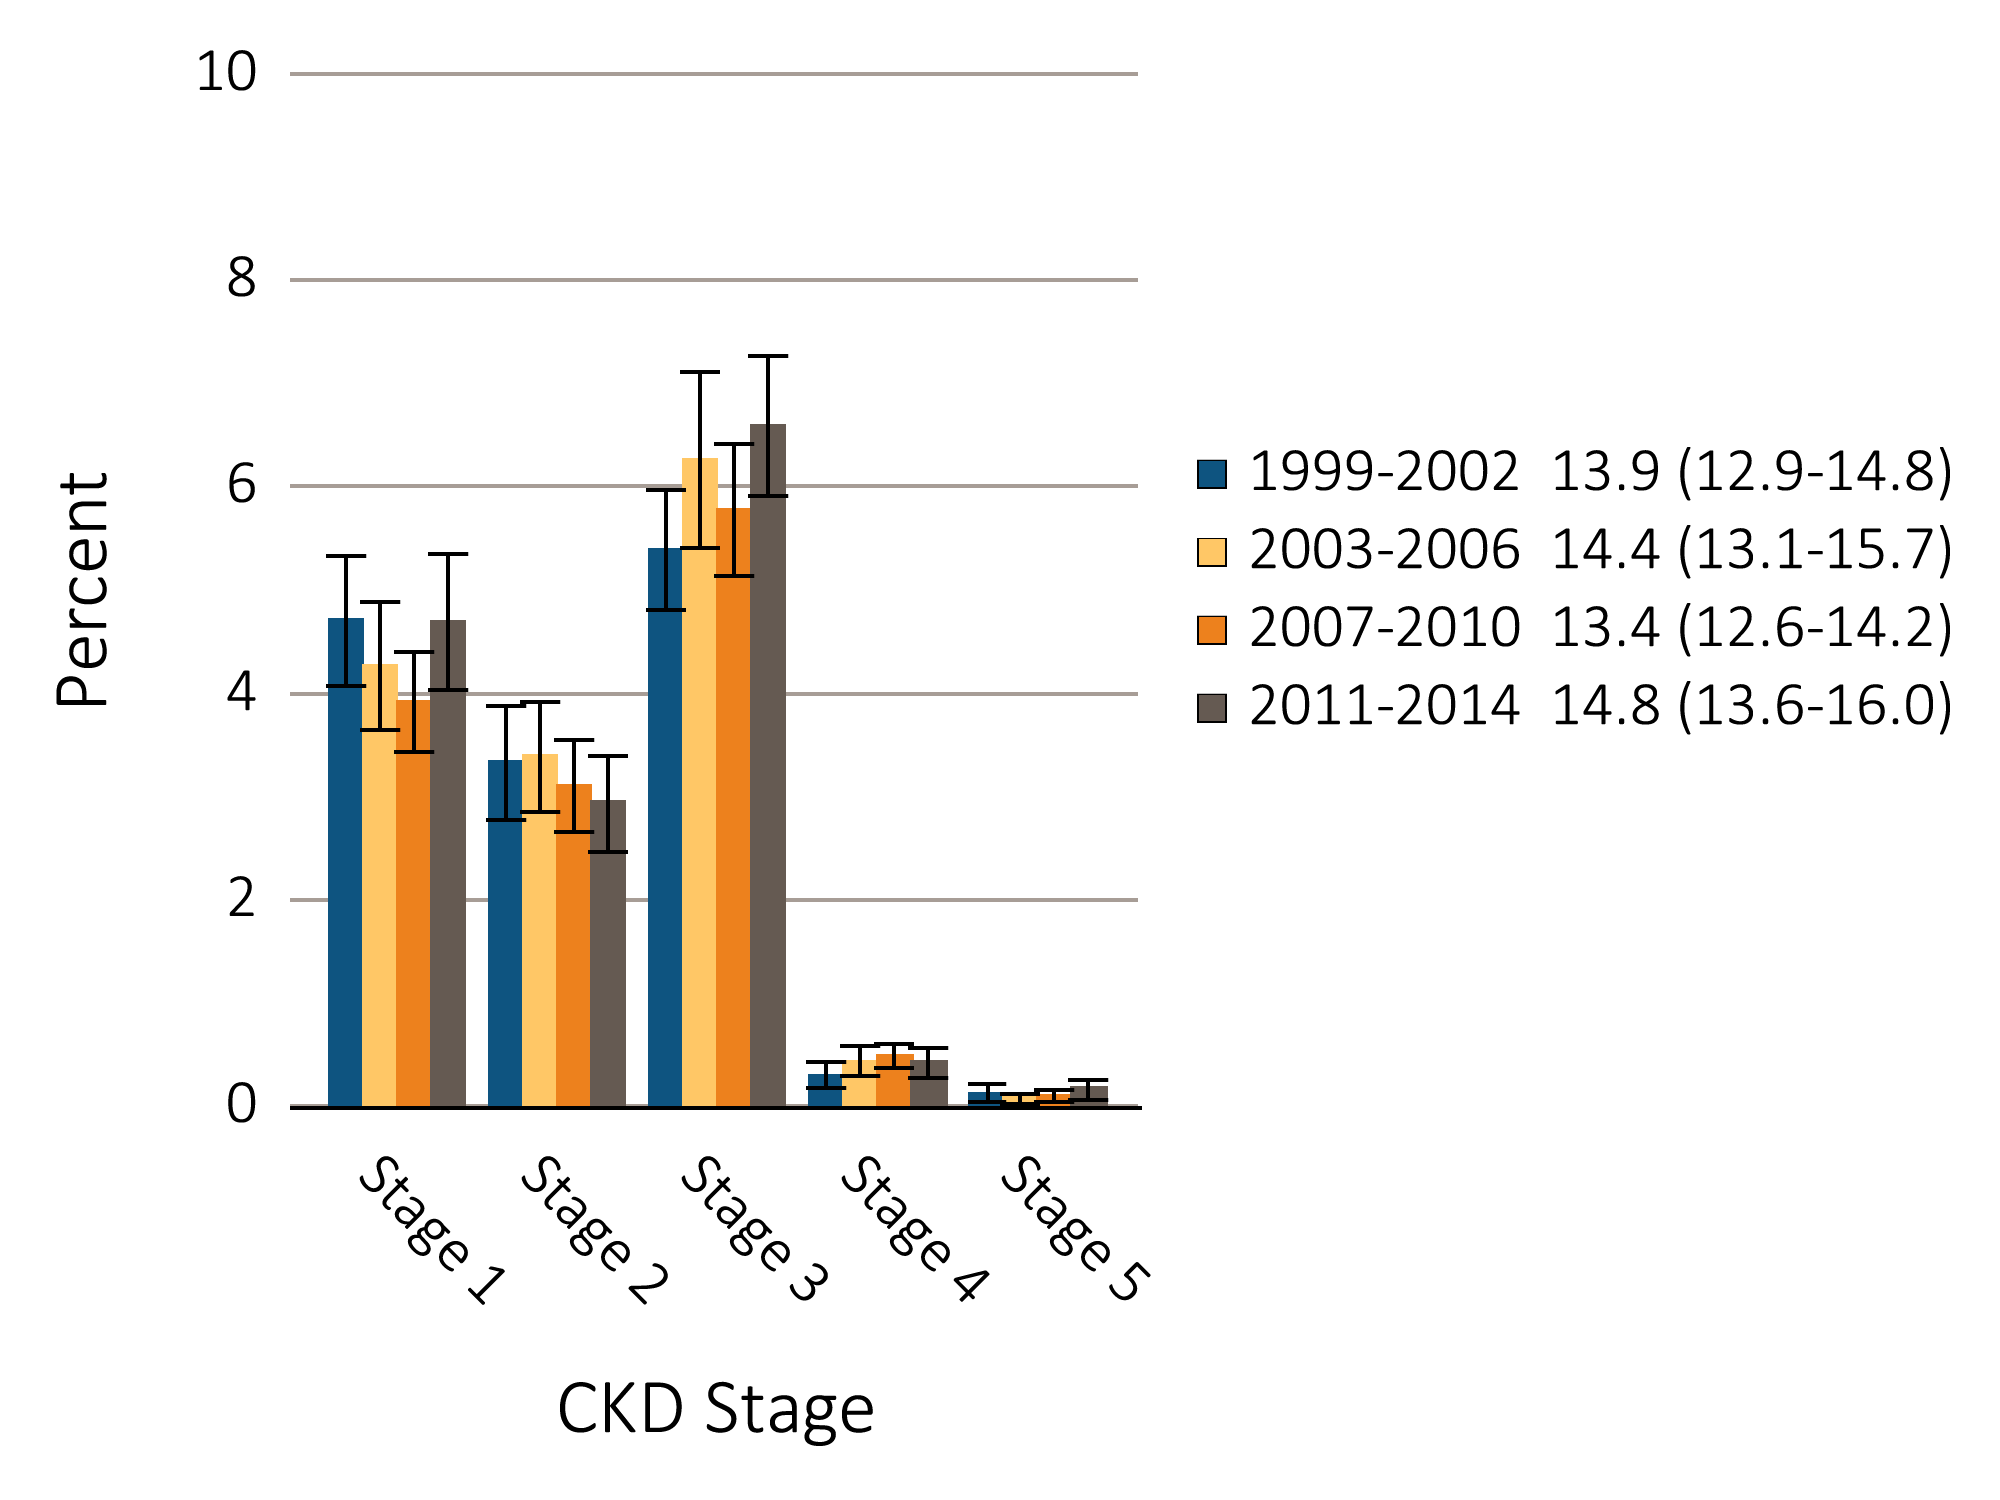 10
8
6
4
2
0
Percent
Stage 1
Stage 2
Stage 3
Stage 4
Stage 5
CKD Stage
1999-2002 13.9 (12.9-14.8)
2003-2006 14.4 (13.1-15.7)
2007-2010 13.4 (12.6-14.2)
2011-2014 14.8 (13.6-16.0)